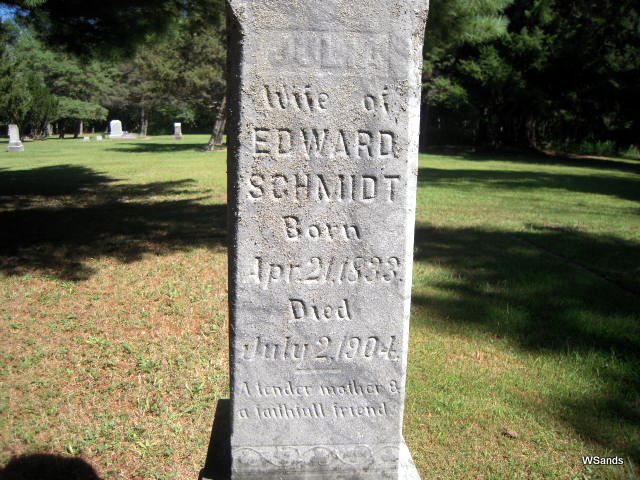 JULIA
Wife of
EDWARD
SCHMIDT
Born
Apr. 21, 1833.
Died
July 2, 1904.
A tender mother &
a faithfull friend.
WSands